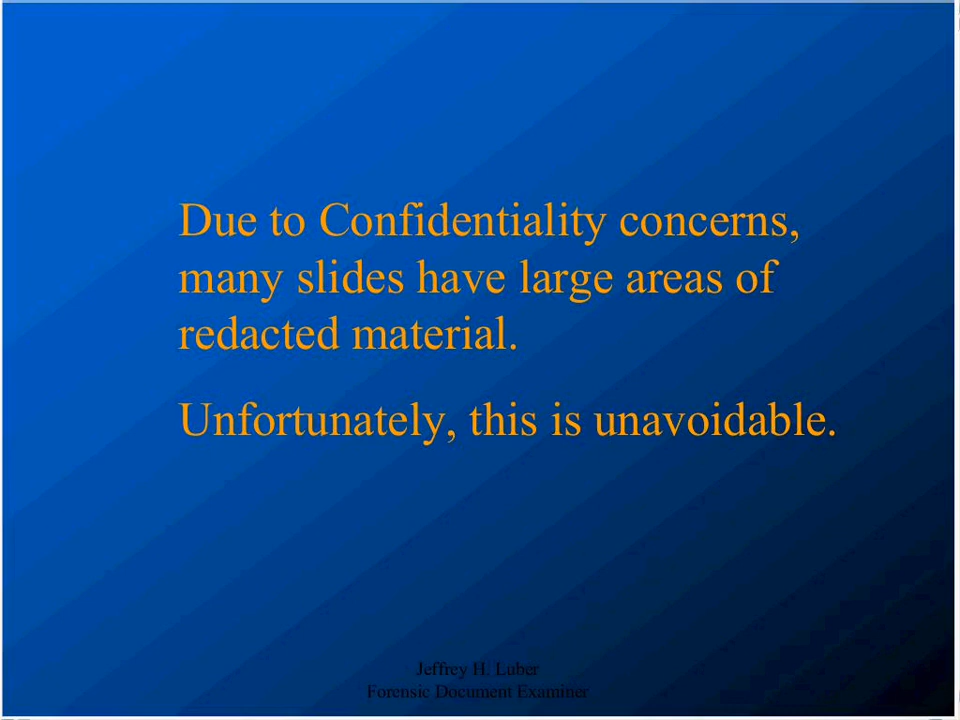 Due to Confidentiality concerns,
many slides have large areas of
redacted material.
Unfortunately, this is unavoidable.
Jeffrey H. Luber
Forensic Document Examiner